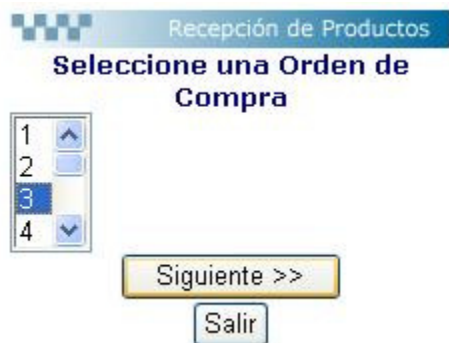 Recepción de Productos
Seleccione una Orden de
Compra
1
2
3
4
Siguiente >>
Salir